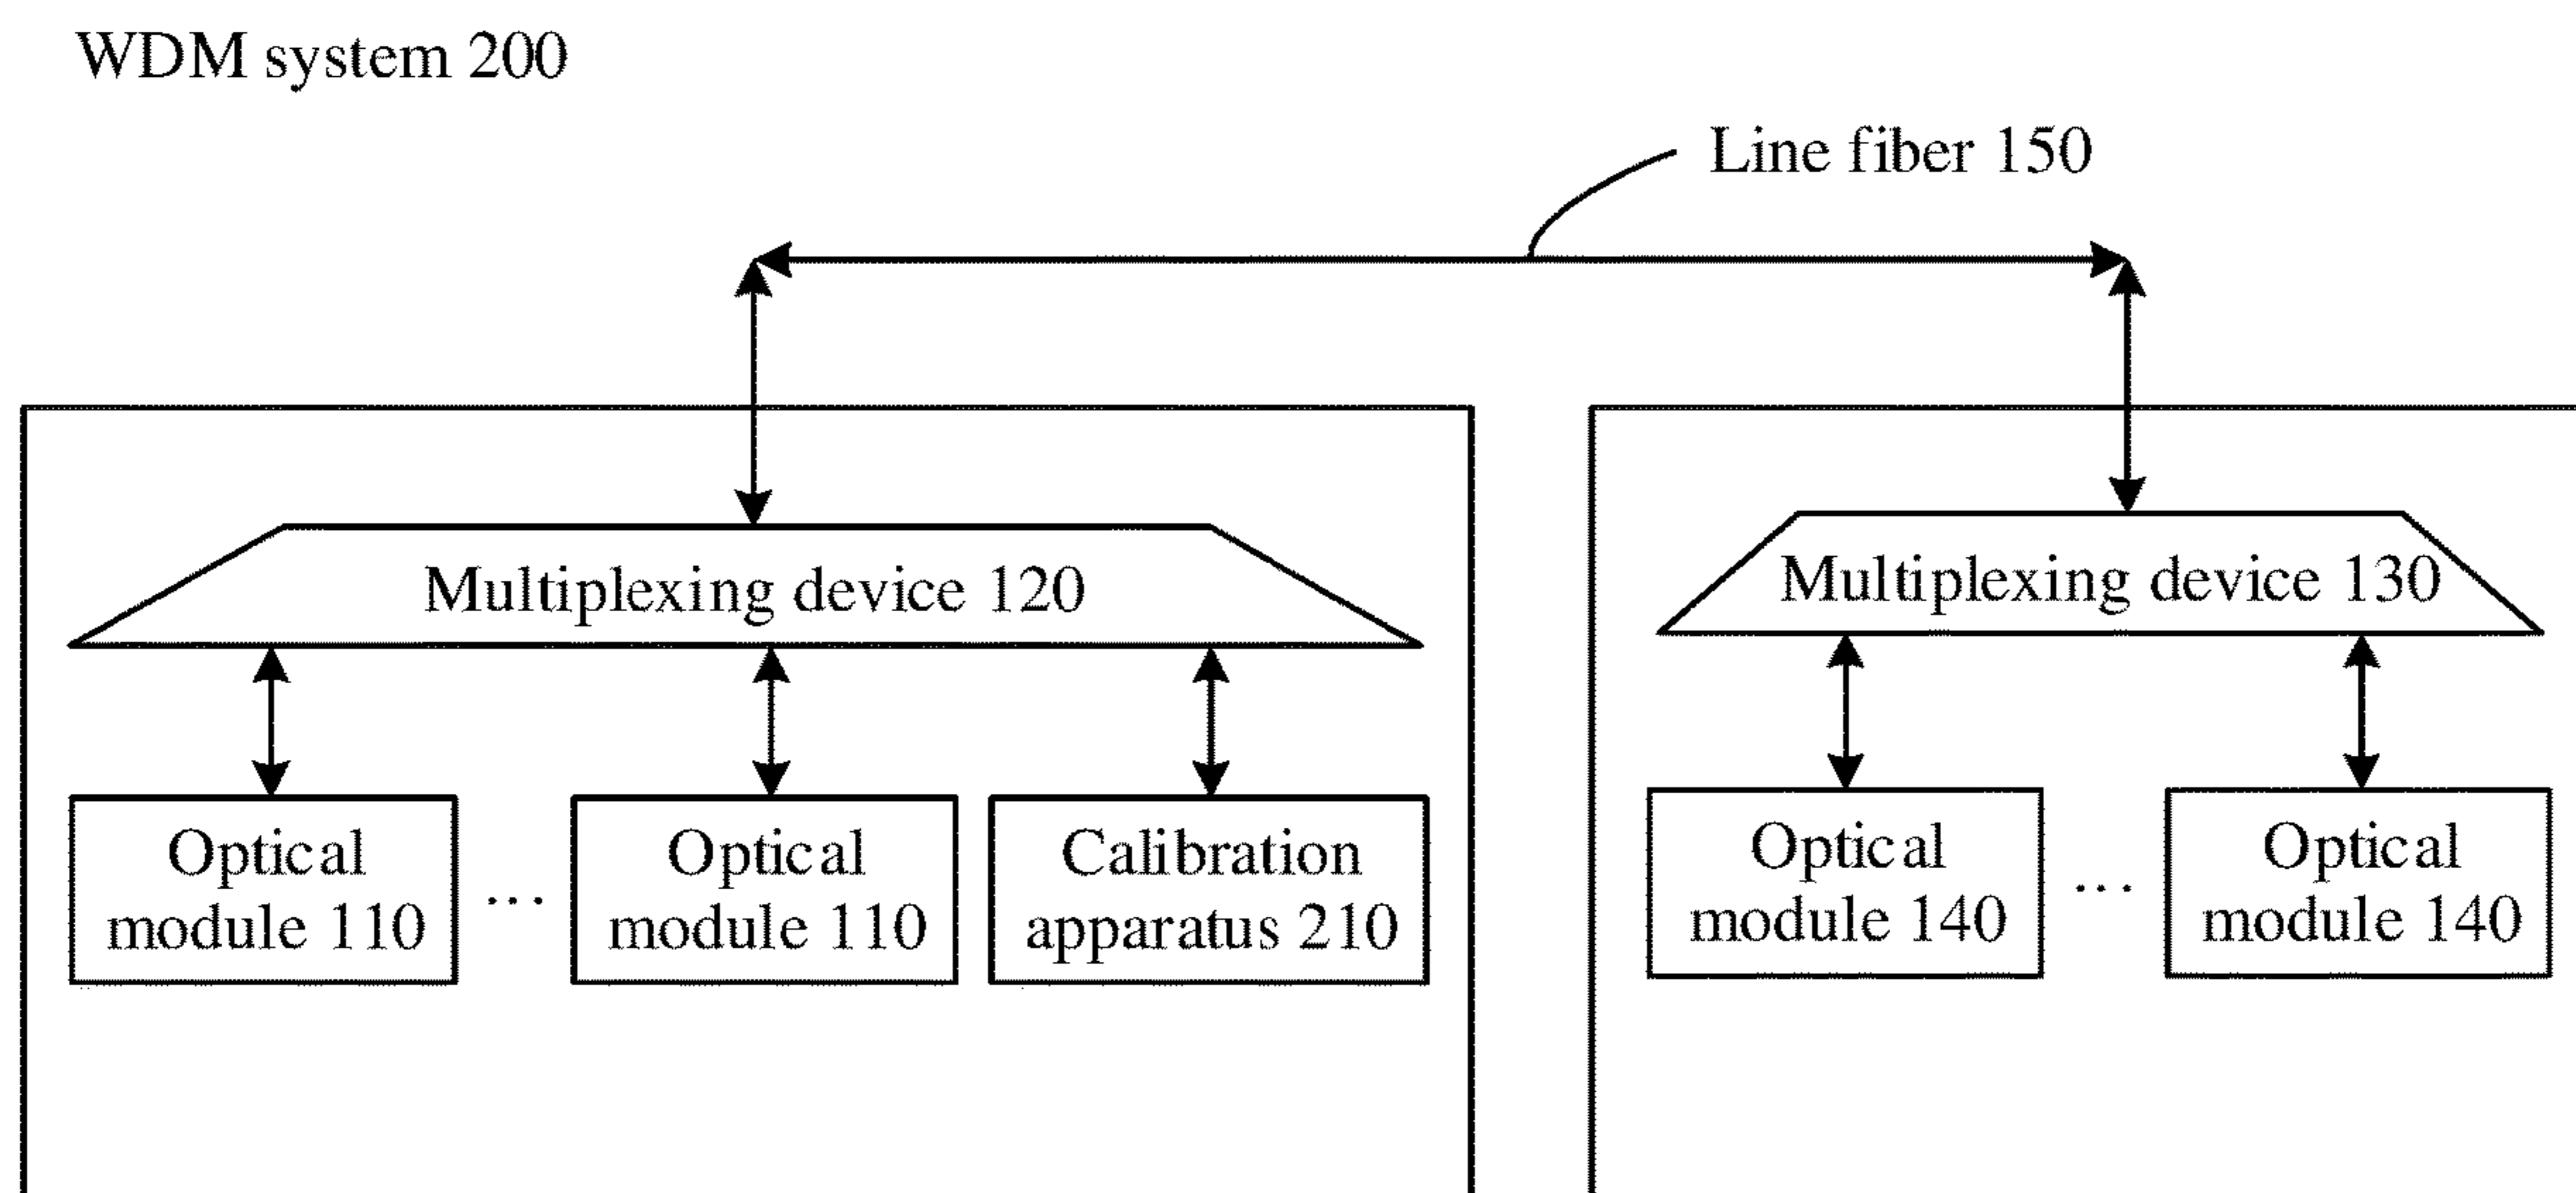 WDM system 200
Line fiber 150
Multiplexing device 120
Multiplexing device 130
Optical
module 110
...
Optical
module 110
Calibration
apparatus 210
Optical
module 140
...
Optical
module 140